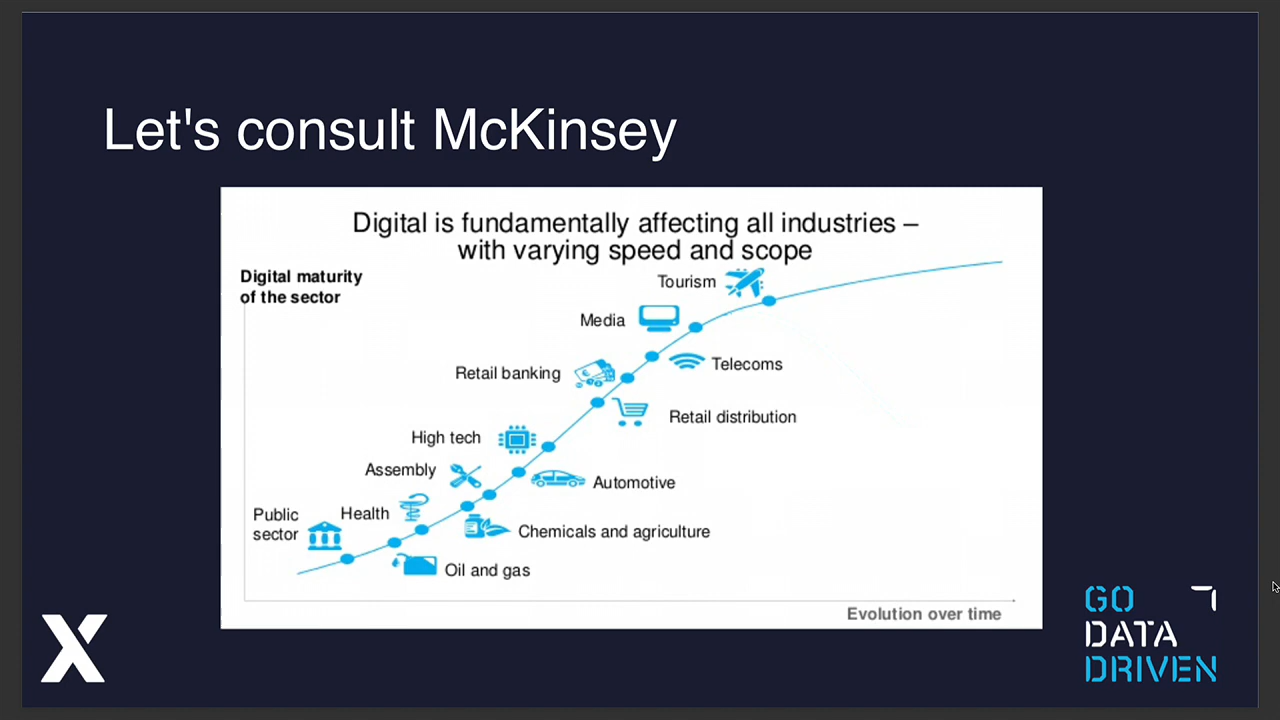 Let's consult McKinsey
Digital is fundamentally affecting all industries –
with varying speed and scope
Digital maturity
of the sector
Tourism
Media
Telecoms
Retail banking
Retail distribution
High tech
Assembly
Automotive
Public
sector
Health
Chemicals and agriculture
Oil and gas
Evolution over time
X
GO
DATA
DRIVEN